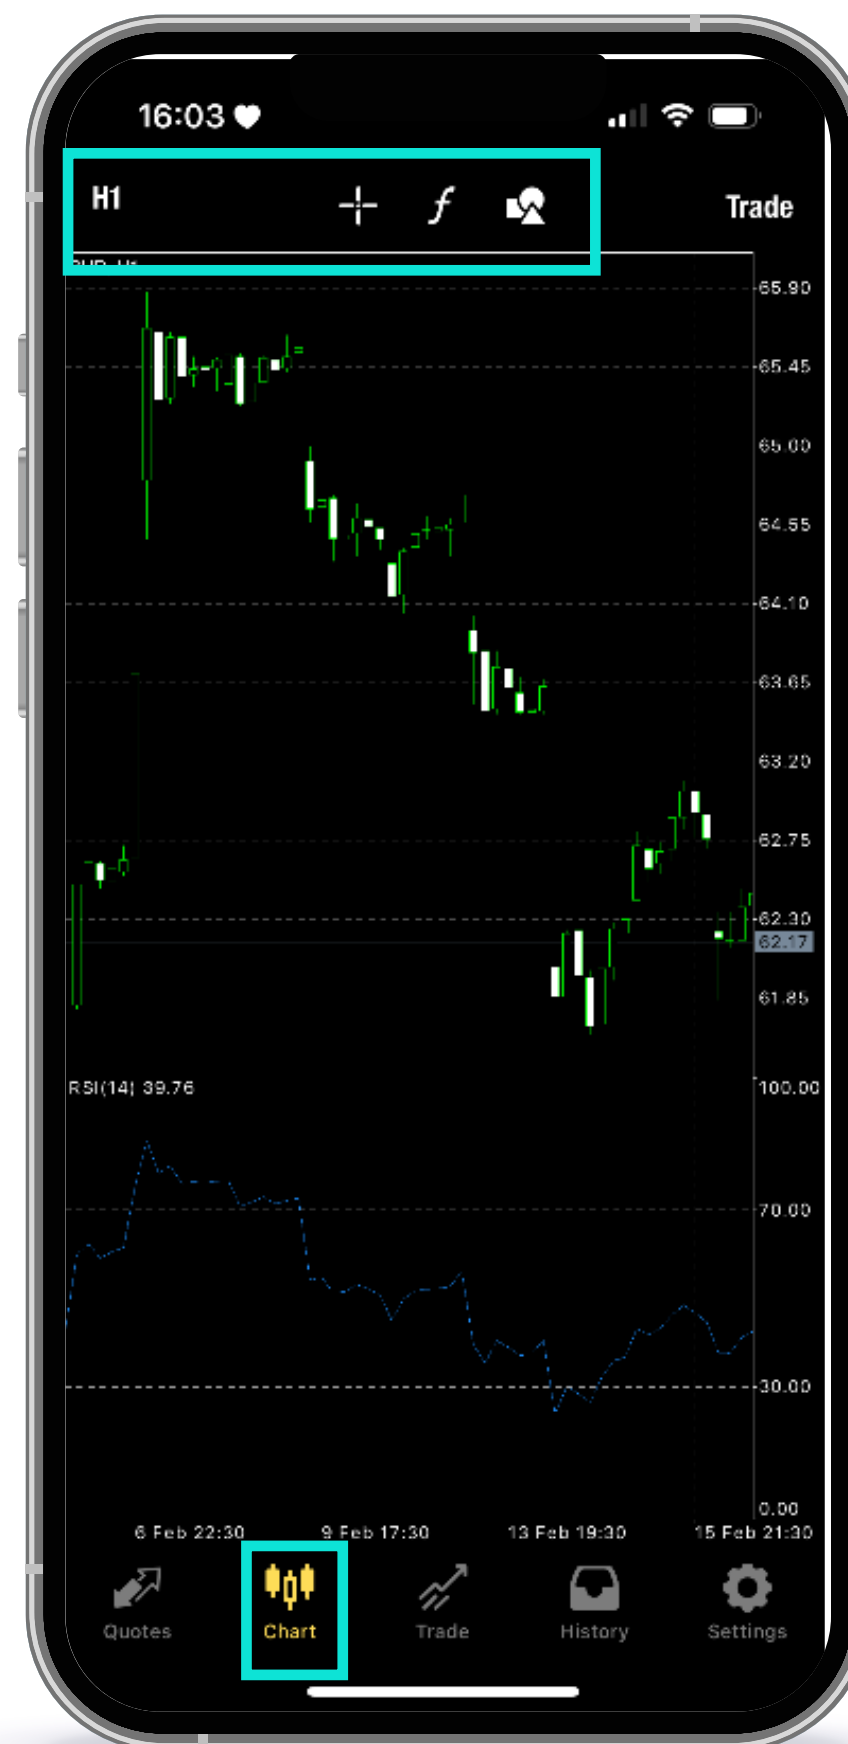 16:03
H1
Trade
65.90
65.45
65.00
64.55
64.10
63.65
63.20
62.75
62.30
62.17
61.85
RSI(14) 39.76
100.00
70.00
30.00
0.00
6 Feb 22:30
9 Feb 17:30
13 Feb 19:30
15 Feb 21:30
Quotes
Chart
Trade
History
Settings